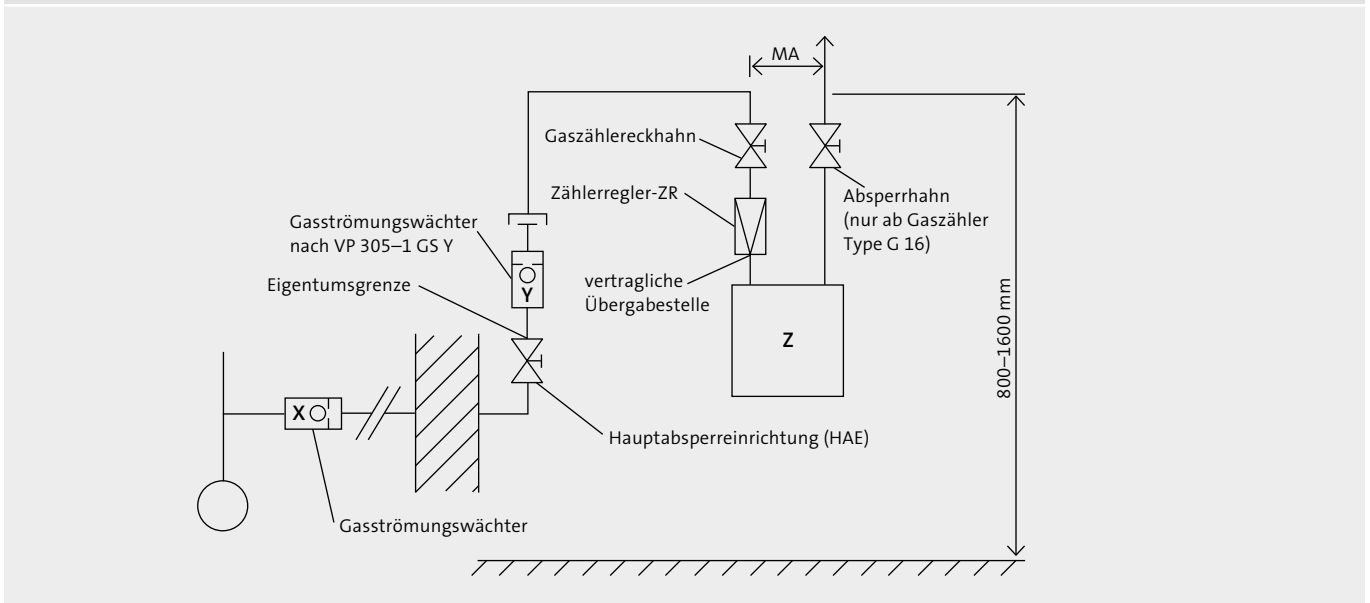 MA
Gaszählereckhahn
Zählerregler-ZR
Absperrhahn
(nur ab Gaszähler
Type G 16)
Gasströmungswächter
nach VP 305–1 GS Y
Eigentumsgrenze
Y
vertragliche
Übergabestelle
Z
800–1600 mm
X
Hauptabsperreinrichtung (HAE)
Gasströmungswächter